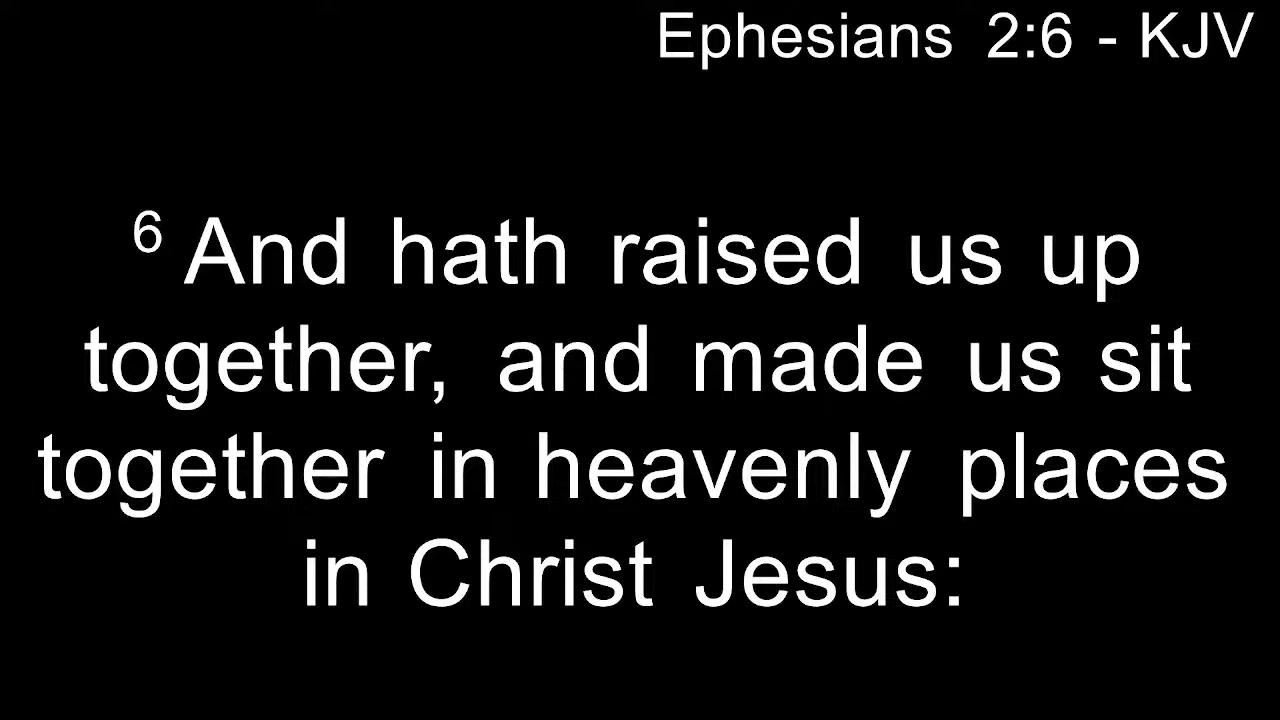 Ephesians 2:6 - KJV
6 And hath raised us up
together, and made us sit
together in heavenly places
in Christ Jesus: